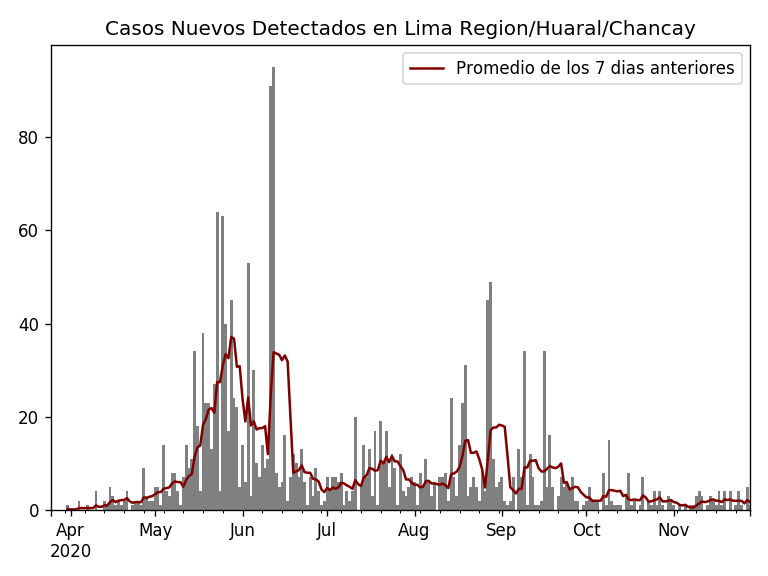 Casos Nuevos Detectados en Lima Region/Huaral/Chancay
Promedio de los 7 dias anteriores
80
60
40
20
0
Apr May Jun Jul Aug Sep Oct Nov
2020